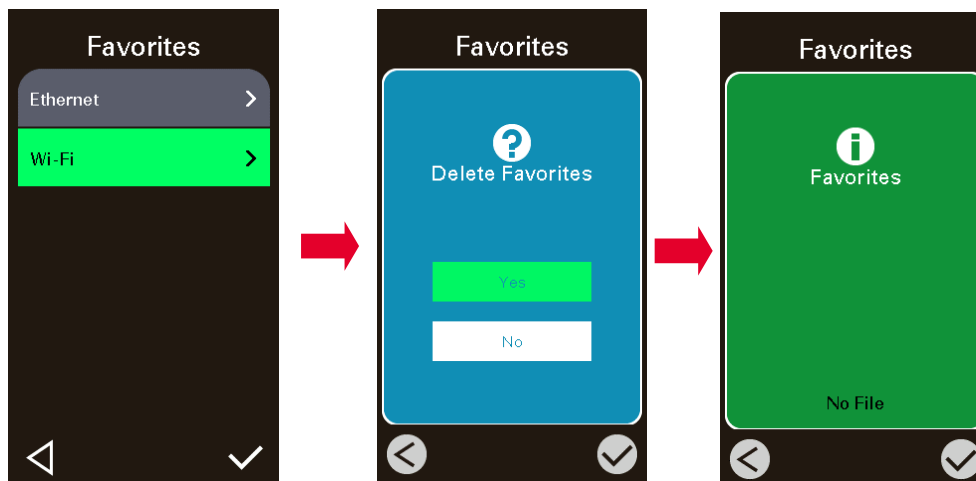 Favorites
Ethernet
Wi-Fi
Favorites
Delete Favorites
Yes
No
Favorites
Favorites
No File